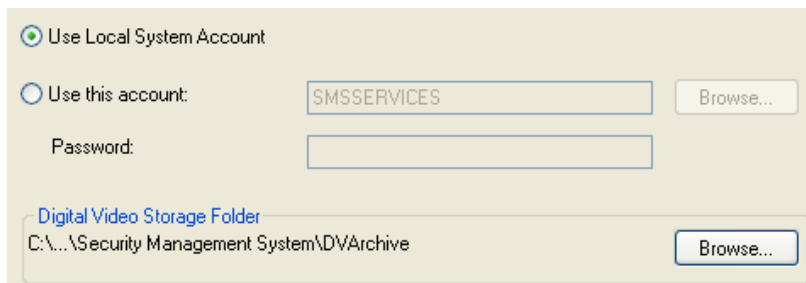 Use Local System Account
Use this account: SMSSERVICES Browse...
Password:
Digital Video Storage Folder
C:\...\Security Management System\DVArchive Browse...